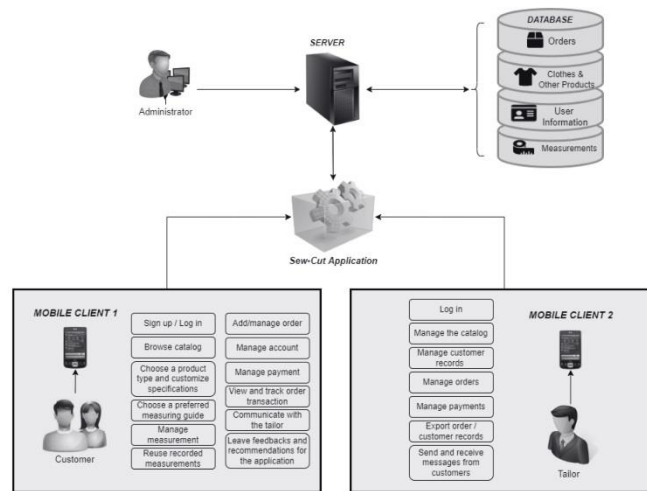 DATABASE
Orders
Clothes &
Other Products
User
Information
Measurements
SERVER
Administrator
Sew-Cut Application
MOBILE CLIENT 1
Customer
Sign up / Log in
Browse catalog
Choose a product
type and customize
specifications
Choose a preferred
measuring guide
Manage
measurement
Reuse recorded
measurements
Add/manage order
Manage account
Manage payment
View and track order
transaction
Communicate with
the tailor
Leave feedbacks and
recommendations for
the application
MOBILE CLIENT 2
Log in
Manage the catalog
Manage customer
records
Manage orders
Manage payments
Export order /
customer records
Send and receive
messages from
customers
Tailor